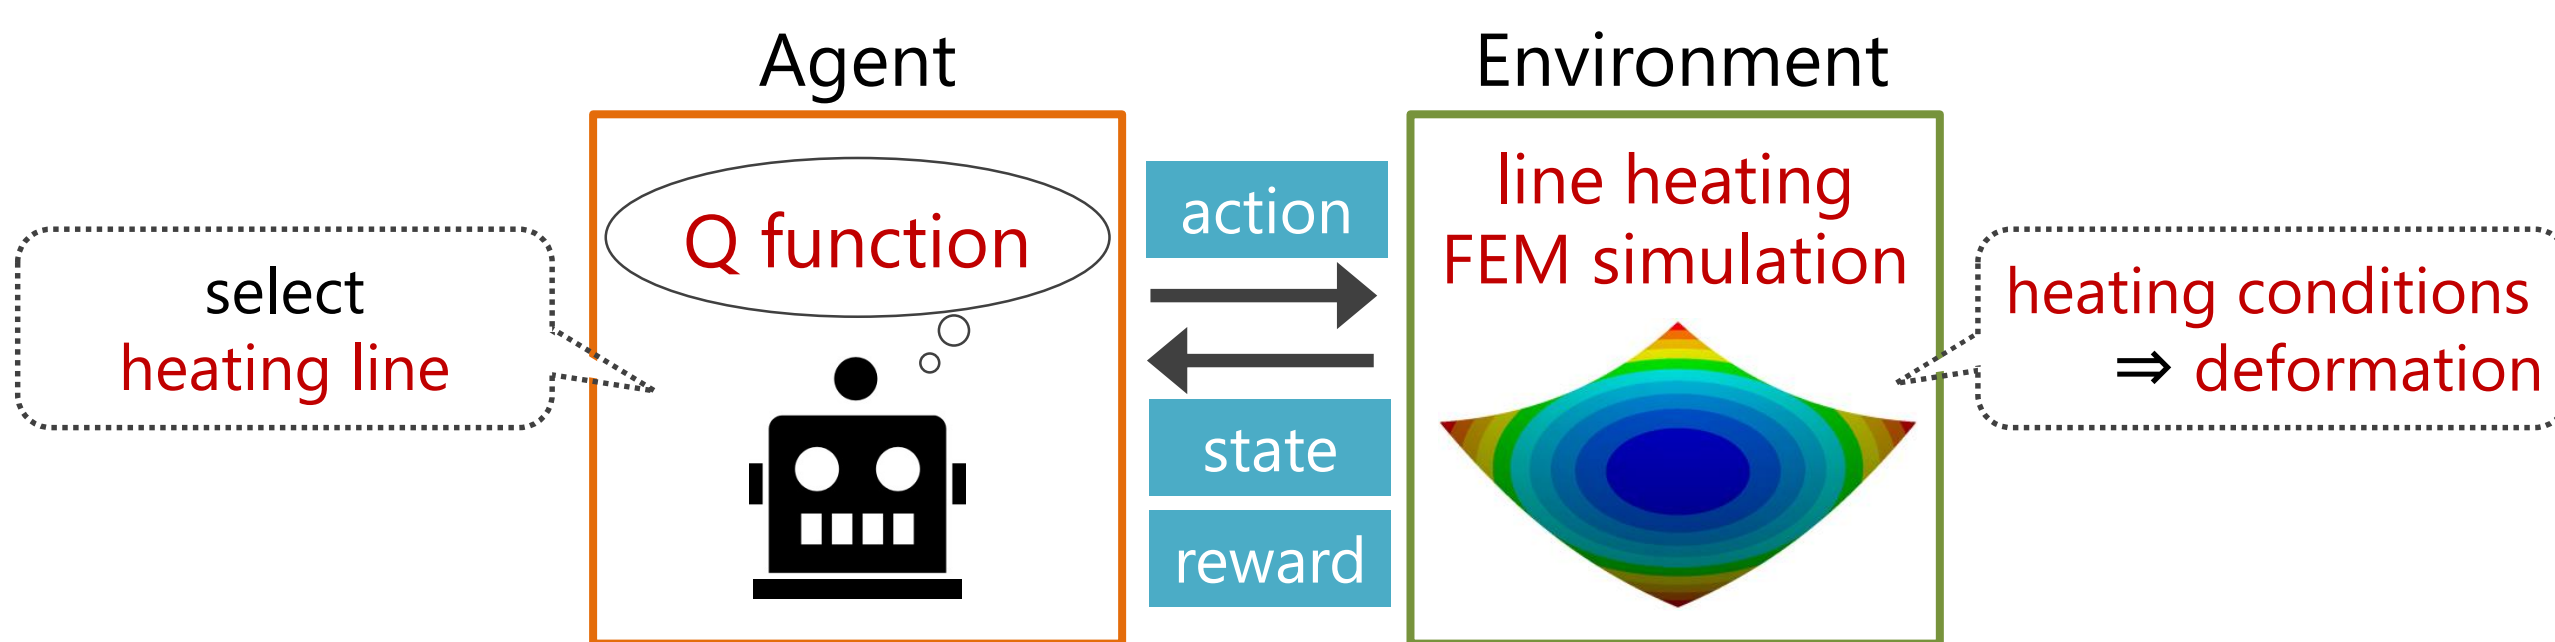 Agent
Environment
select
heating line
Q function
action
state
reward
line heating
FEM simulation
heating conditions
⇒ deformation